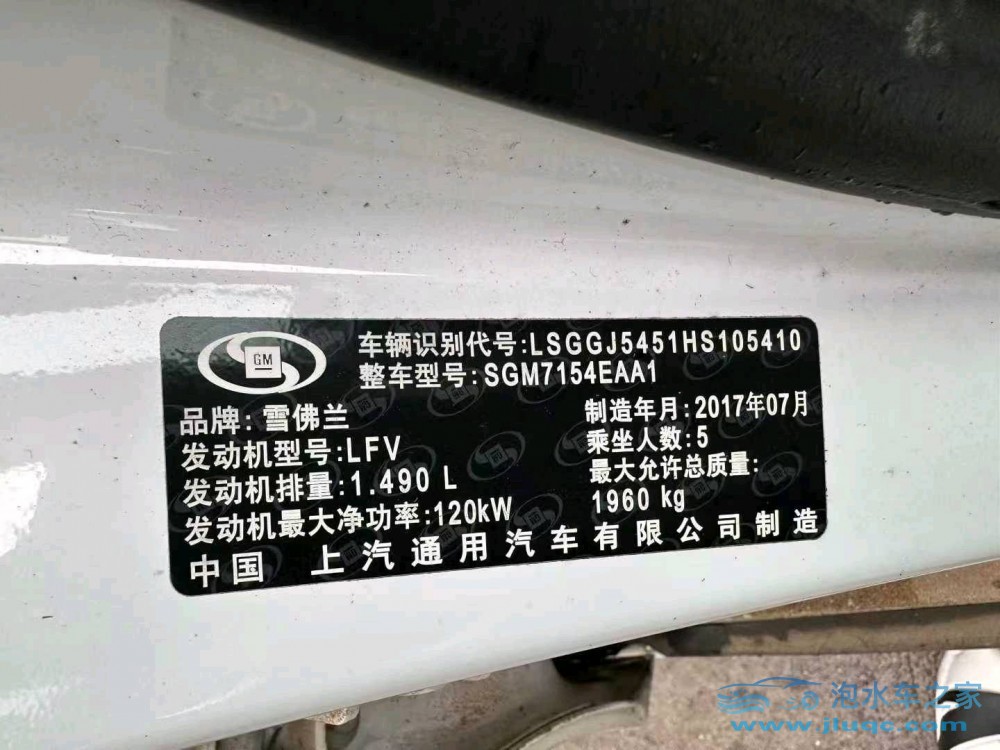 GM
车辆识别代号:LSGGJ5451HS105410
整车型号:SGM7154EAA1
品牌:雪佛兰
制造年月:2017年07月
发动机型号:LFV
乘坐人数:5
发动机排量:1.490 L
最大允许总质量:
1960 kg
发动机最大净功率:120kW
中国 上汽通用汽车有限公司制造
泡水车之家
www.jluqc.com